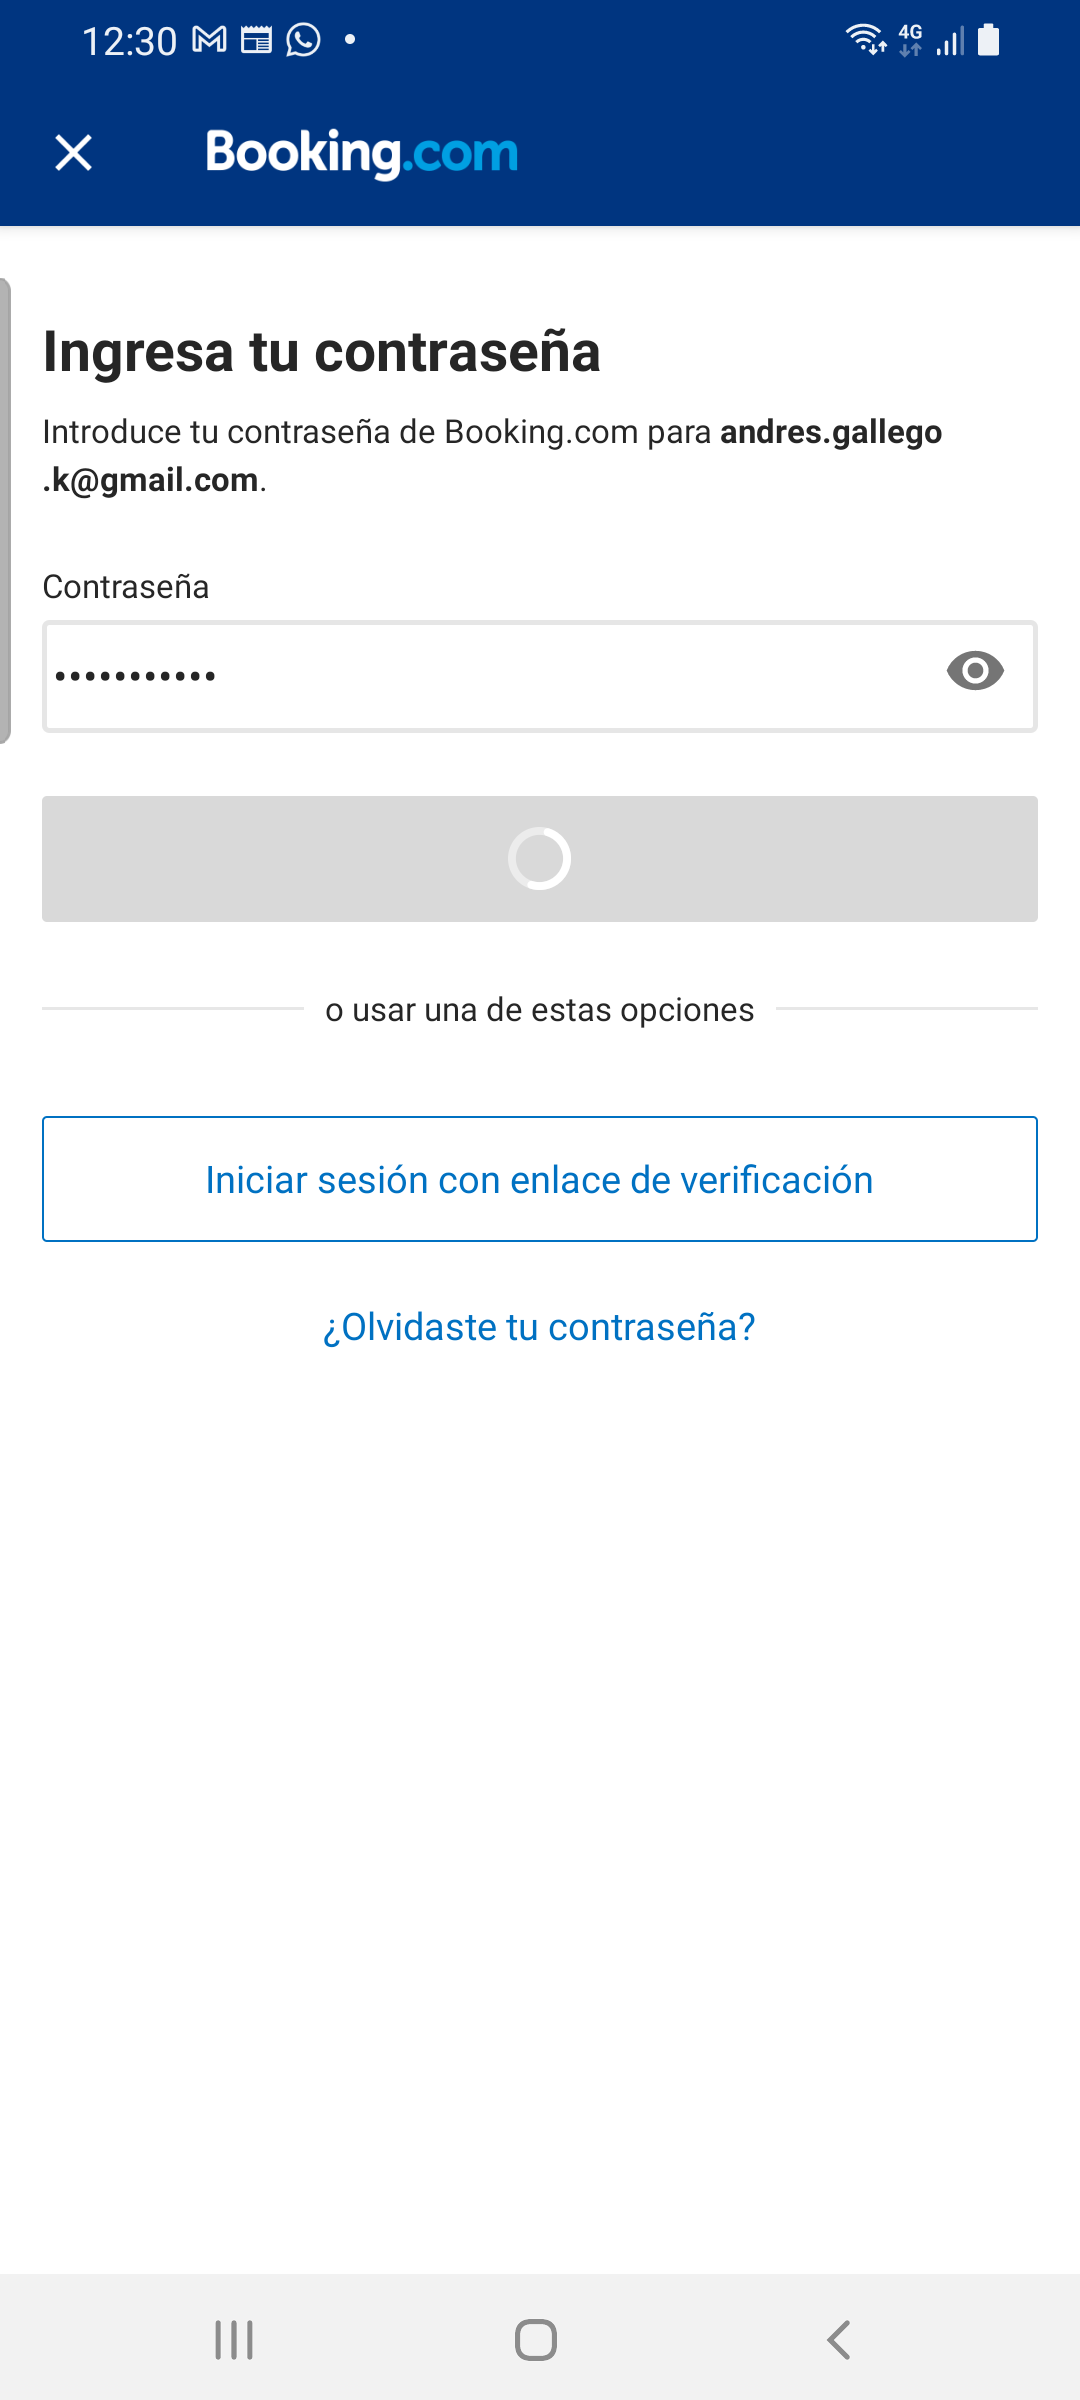 12:30
4G
Booking.com
Ingresa tu contraseña
Introduce tu contraseña de Booking.com para andres.gallego
.k@gmail.com.
Contraseña
•••••••••••
o usar una de estas opciones
Iniciar sesión con enlace de verificación
¿Olvidaste tu contraseña?